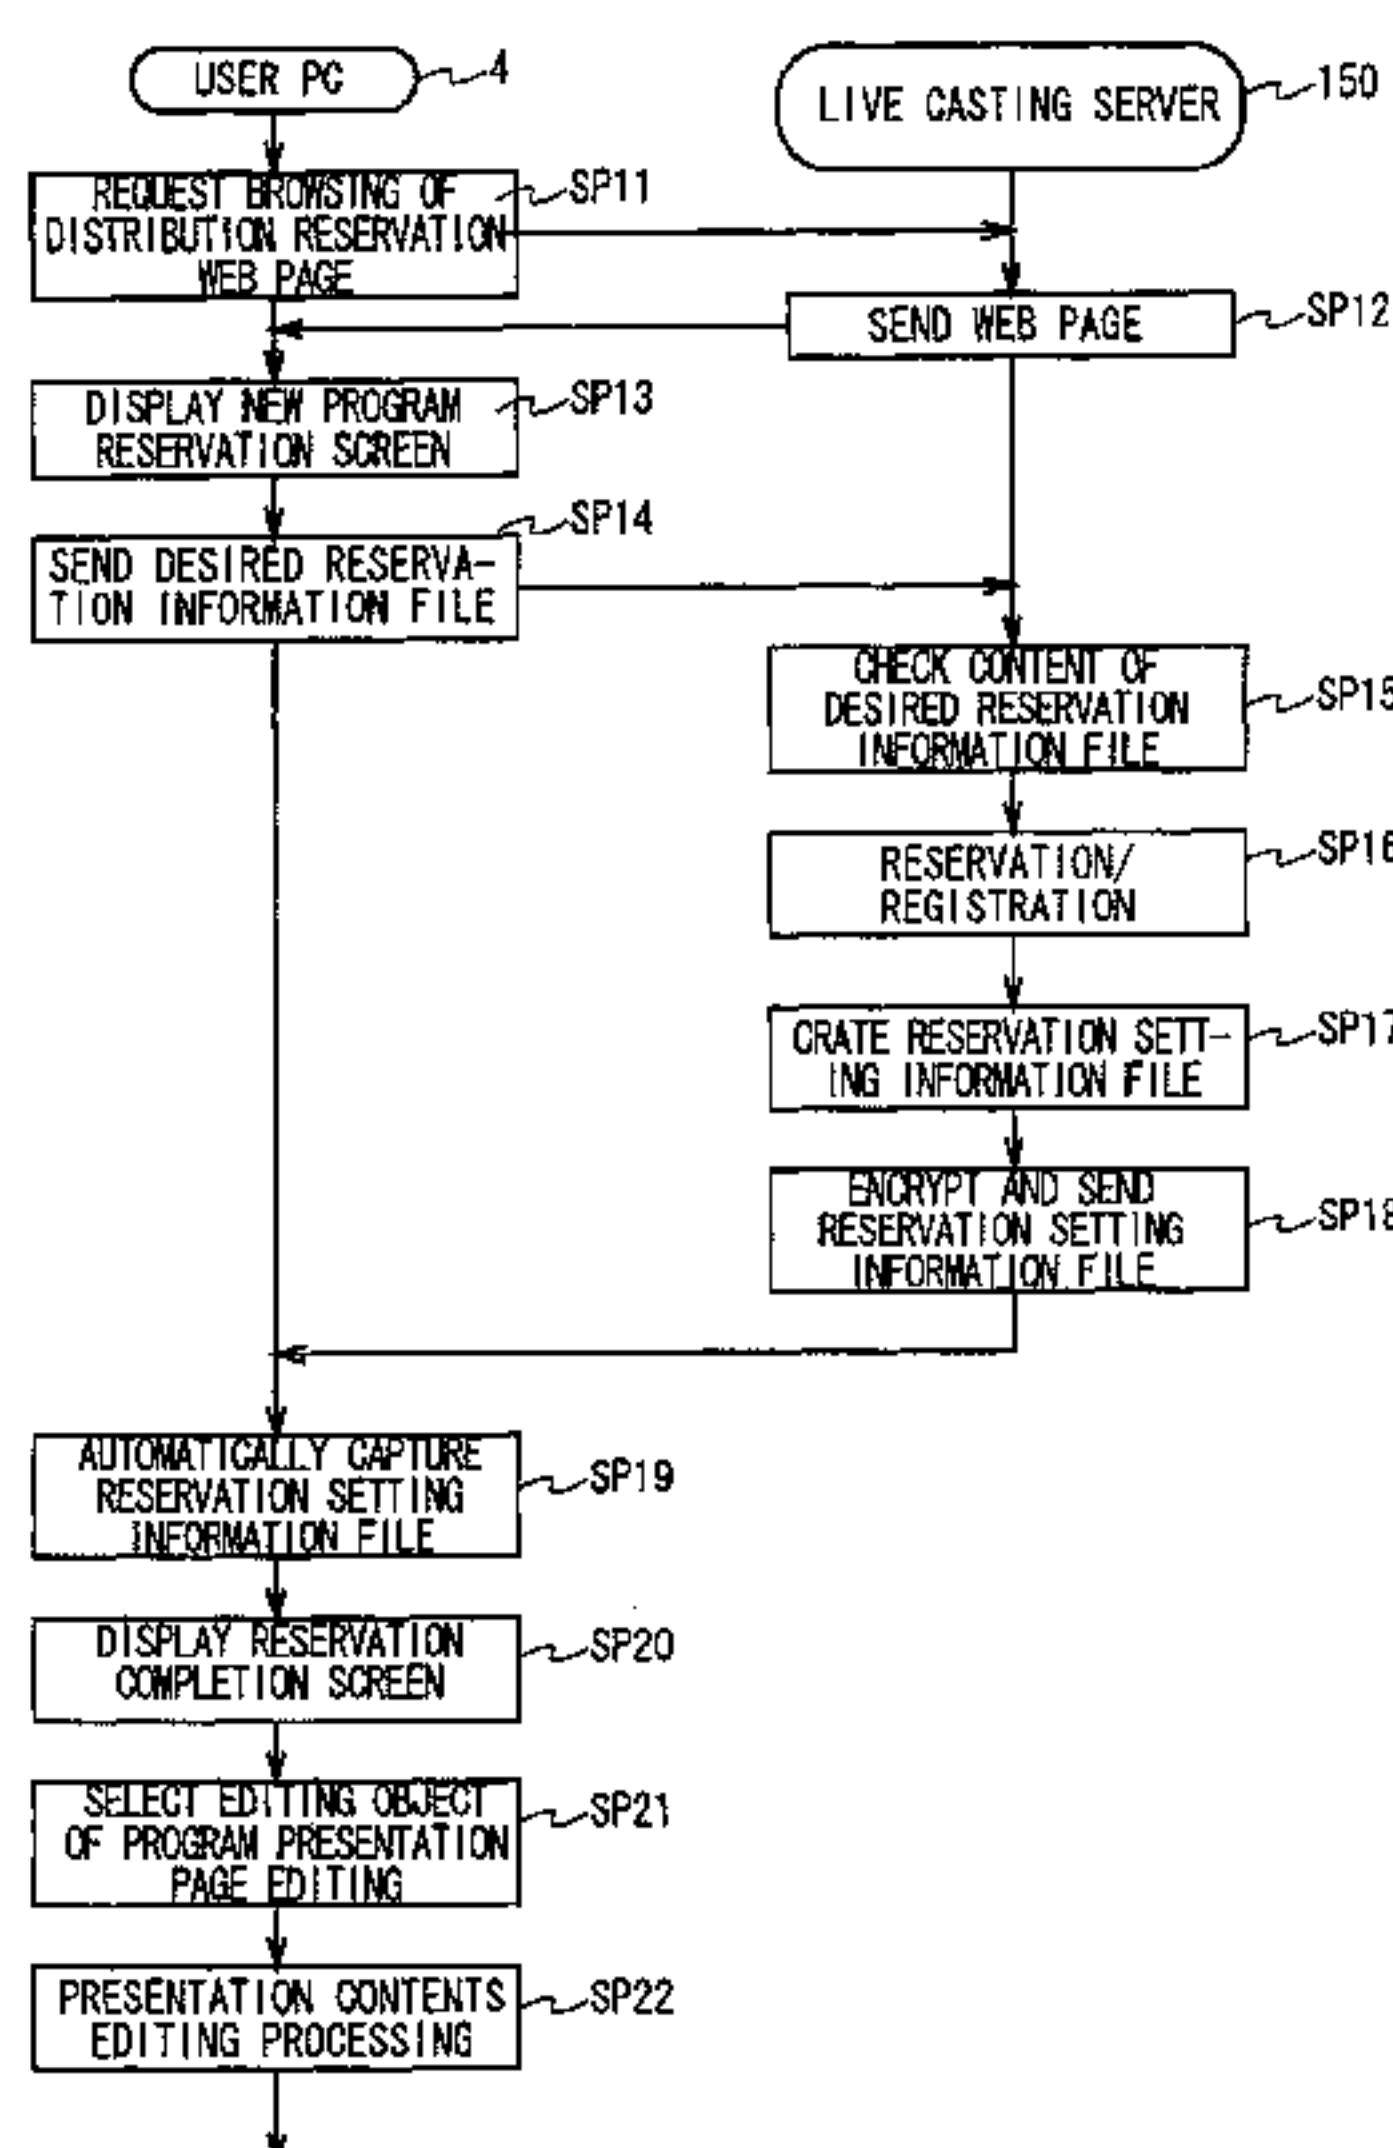 USER PC
4
LIVE CASTING SERVER
150
REQUEST BROWSING OF
DISTRIBUTION RESERVATION
WEB PAGE
SP11
SEND WEB PAGE
SP12
DISPLAY NEW PROGRAM
RESERVATION SCREEN
SP13
SEND DESIRED RESERVA-
TION INFORMATION FILE
SP14
CHECK CONTENT OF
DESIRED RESERVATION
INFORMATION FILE
SP15
RESERVATION/
REGISTRATION
SP16
CRATE RESERVATION SETT-
ING INFORMATION FILE
SP17
ENCRYPT AND SEND
RESERVATION SETTING
INFORMATION FILE
SP18
AUTOMATICALLY CAPTURE
RESERVATION SETTING
INFORMATION FILE
SP19
DISPLAY RESERVATION
COMPLETION SCREEN
SP20
SELECT EDITING OBJECT
OF PROGRAM PRESENTATION
PAGE EDITING
SP21
PRESENTATION CONTENTS
EDITING PROCESSING
SP22